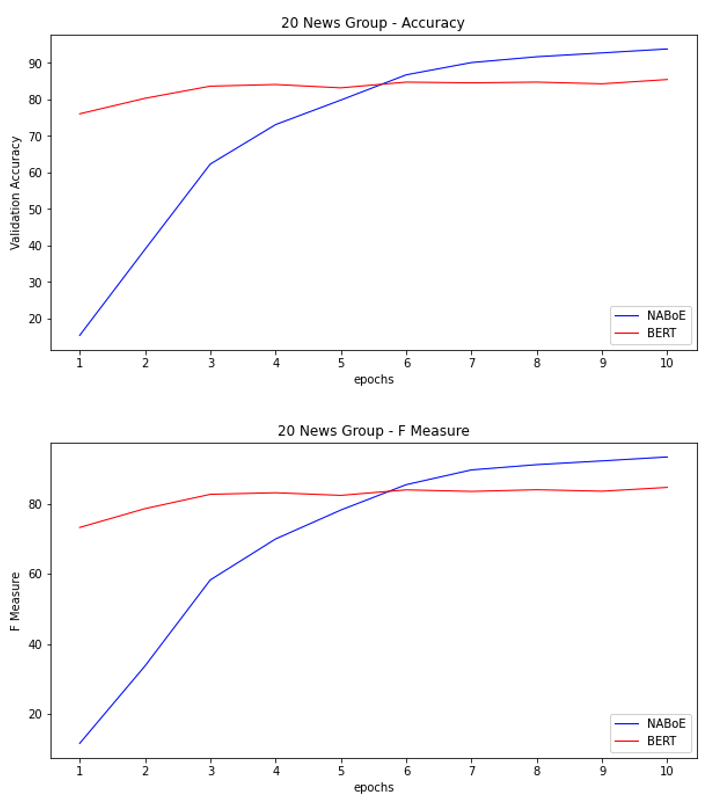 20 News Group - Accuracy
Validation Accuracy
90
80
70
60
50
40
30
20
NABoE
BERT
1 2 3 4 5 6 7 8 9 10
epochs
20 News Group - F Measure
F Measure
80
60
40
20
NABoE
BERT
1 2 3 4 5 6 7 8 9 10
epochs